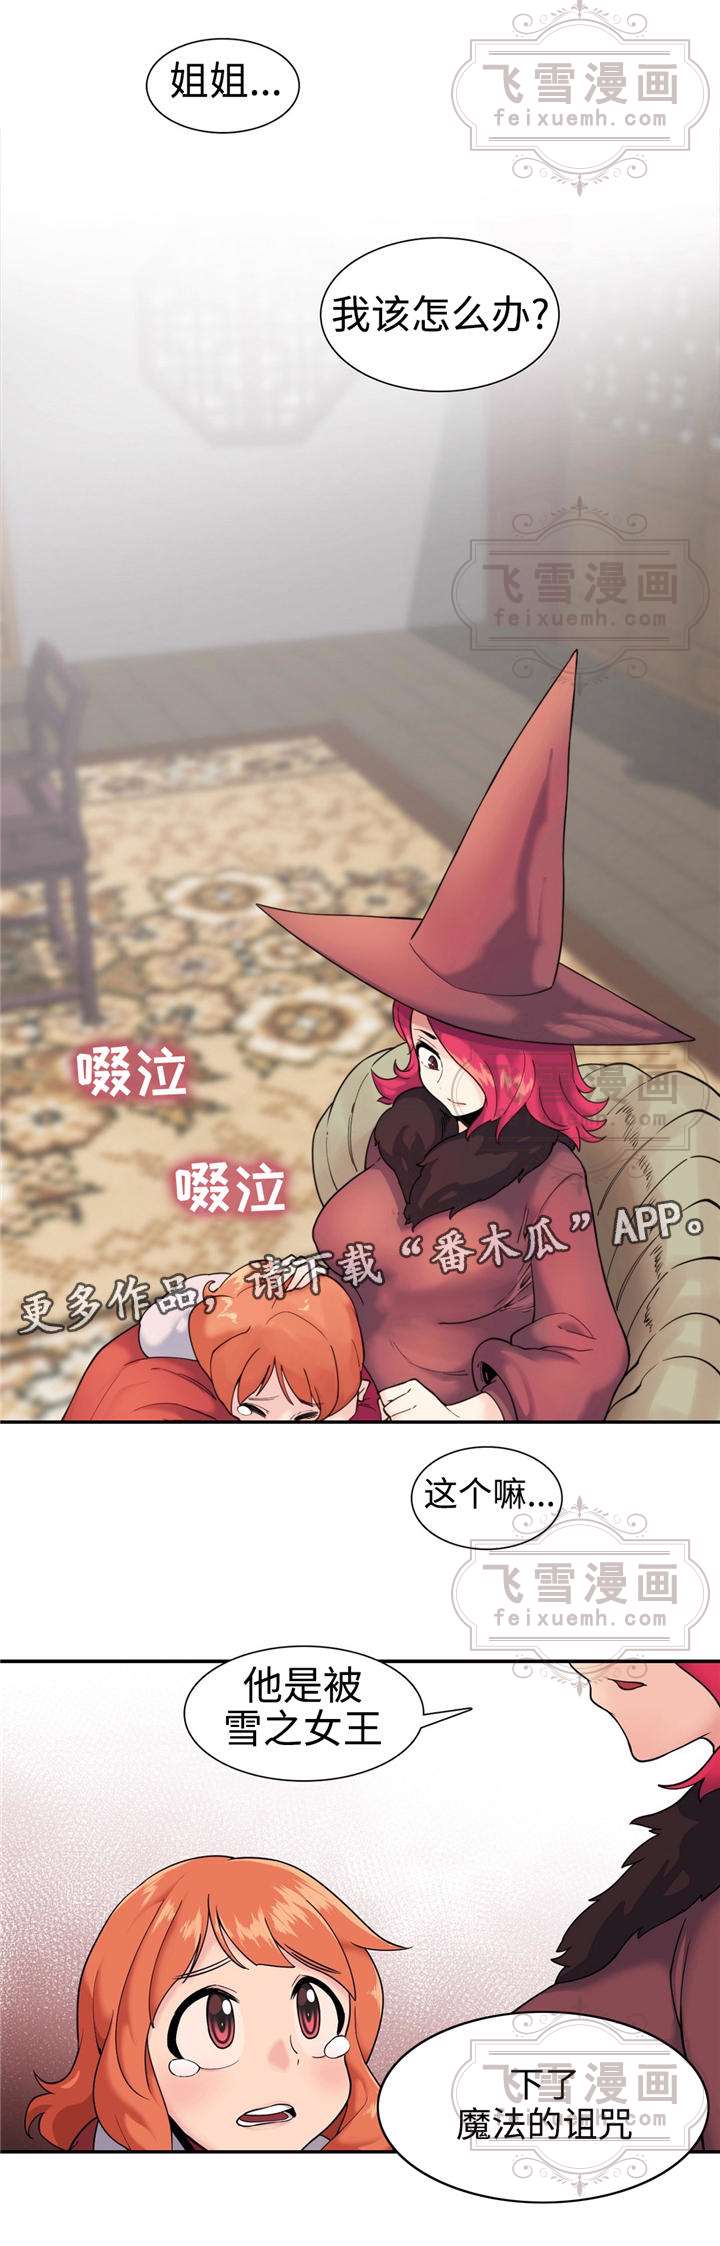 飞雪漫画
feixuemh.com
姐姐...
我该怎么办?
飞雪漫画
feixuemh.com
啜泣
啜泣
更多作品，请下载“番木瓜”APP。
这个嘛...
飞雪漫画
feixuemh.com
他是被
雪之女王
下了
魔法的诅咒
飞雪漫画
feixuemh.com